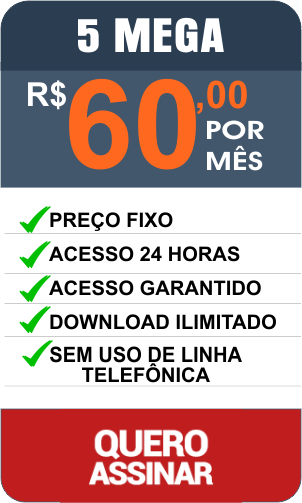 5 MEGA
R$ 60,00
POR
MÊS
PREÇO FIXO
ACESSO 24 HORAS
ACESSO GARANTIDO
DOWNLOAD ILIMITADO
SEM USO DE LINHA
TELEFÔNICA
QUERO
ASSINAR